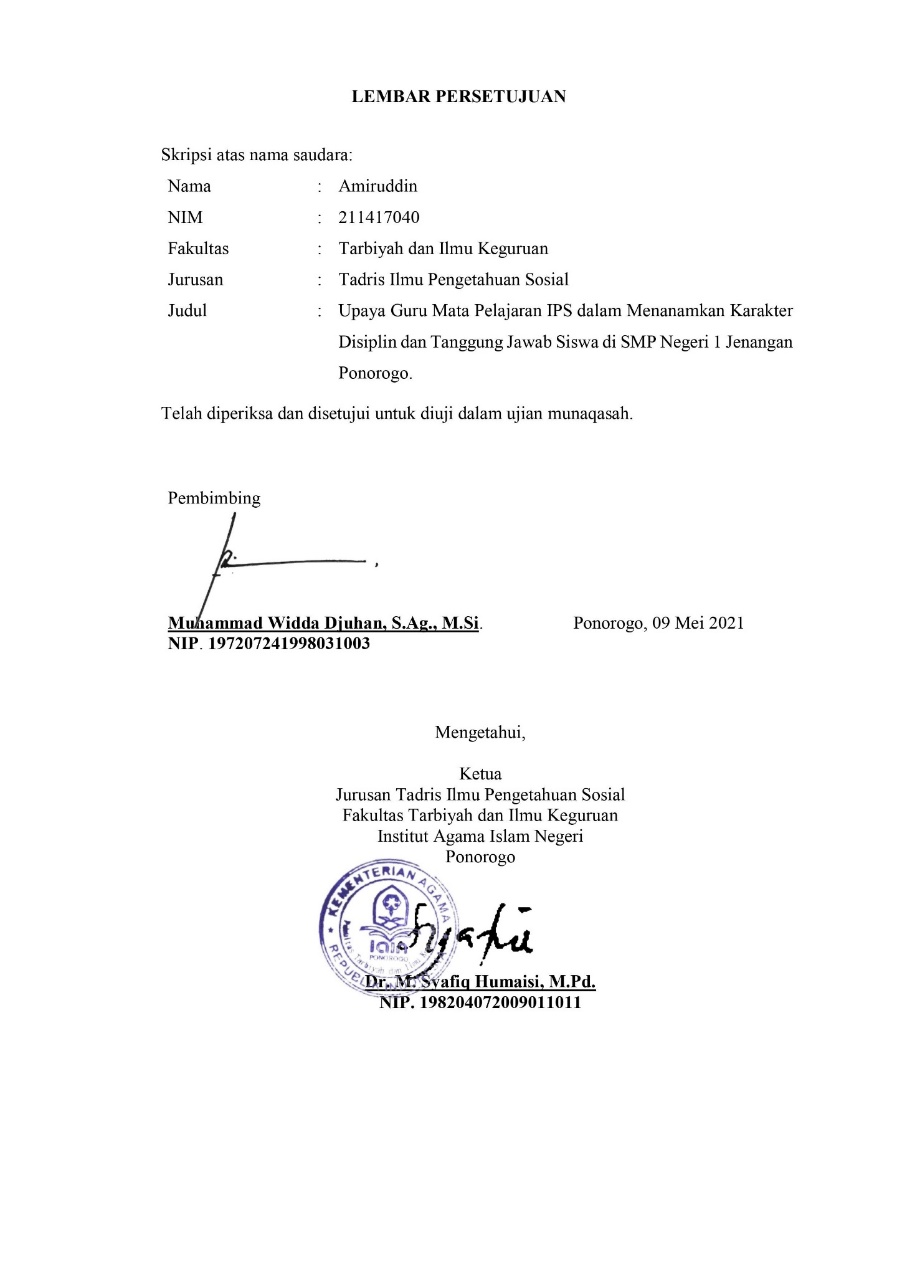 LEMBAR PERSETUJUAN
Skripsi atas nama saudara:
Nama : Amiruddin
NIM : 211417040
Fakultas : Tarbiyah dan Ilmu Keguruan
Jurusan : Tadris Ilmu Pengetahuan Sosial
Judul : Upaya Guru Mata Pelajaran IPS dalam Menanamkan Karakter
Disiplin dan Tanggung Jawab Siswa di SMP Negeri 1 Jenangan
Ponorogo.
Telah diperiksa dan disetujui untuk diuji dalam ujian munaqasah.
Pembimbing
Muhammad Widda Djuhan, S.Ag., M.Si.
Ponorogo, 09 Mei 2021
NIP. 197207241998031003
Mengetahui,
Ketua
Jurusan Tadris Ilmu Pengetahuan Sosial
Fakultas Tarbiyah dan Ilmu Keguruan
Institut Agama Islam Negeri
Ponorogo
KEMENTERIAN AGAMA
IAIN
PONOROGO
Tarbiyah dan Ilmu
Dr. M. Syafiq Humaisi, M.Pd.
NIP. 198204072009011011